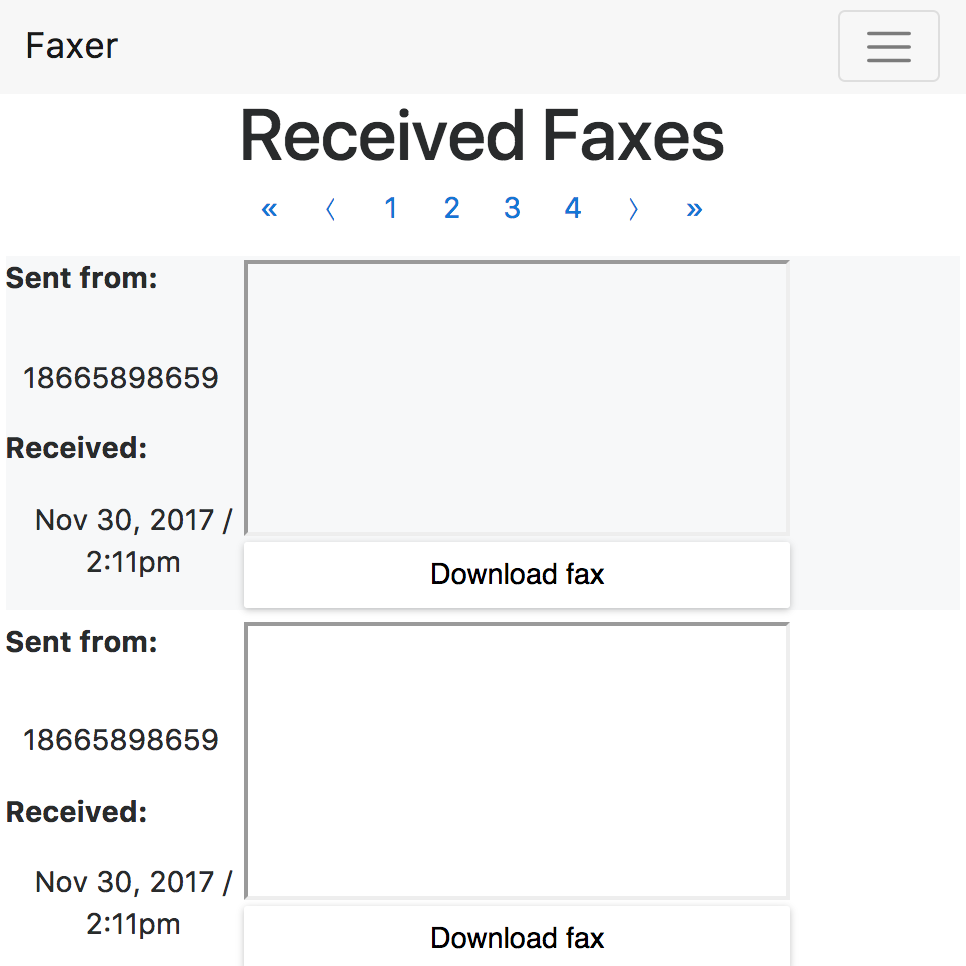 Faxer
Received Faxes
« 〈 1 2 3 4 〉 »
Sent from:
18665898659
Received:
Nov 30, 2017 /
2:11pm
Download fax
Sent from:
18665898659
Received:
Nov 30, 2017 /
2:11pm
Download fax